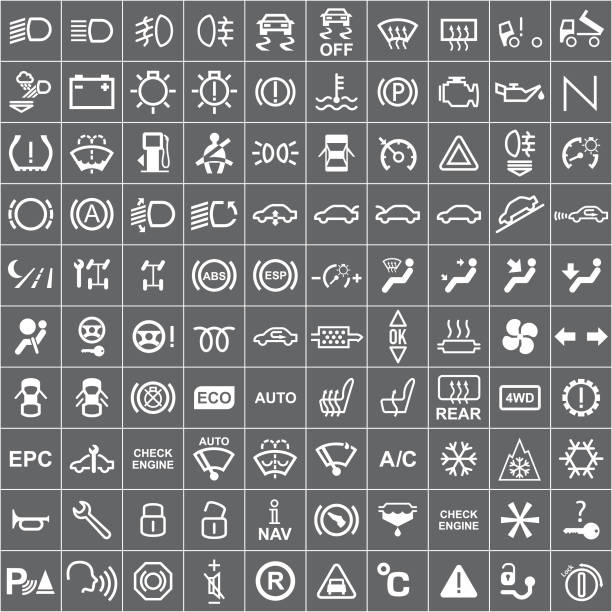 OFF
!
!
!
P
N
!
!
A
ABS
ESP
- +
OK
!
ECO
AUTO
REAR
4WD
!
EPC
CHECK
ENGINE
AUTO
A/C
i
NAV
CHECK
ENGINE
?
P
+
-
R
°C
!
Lock